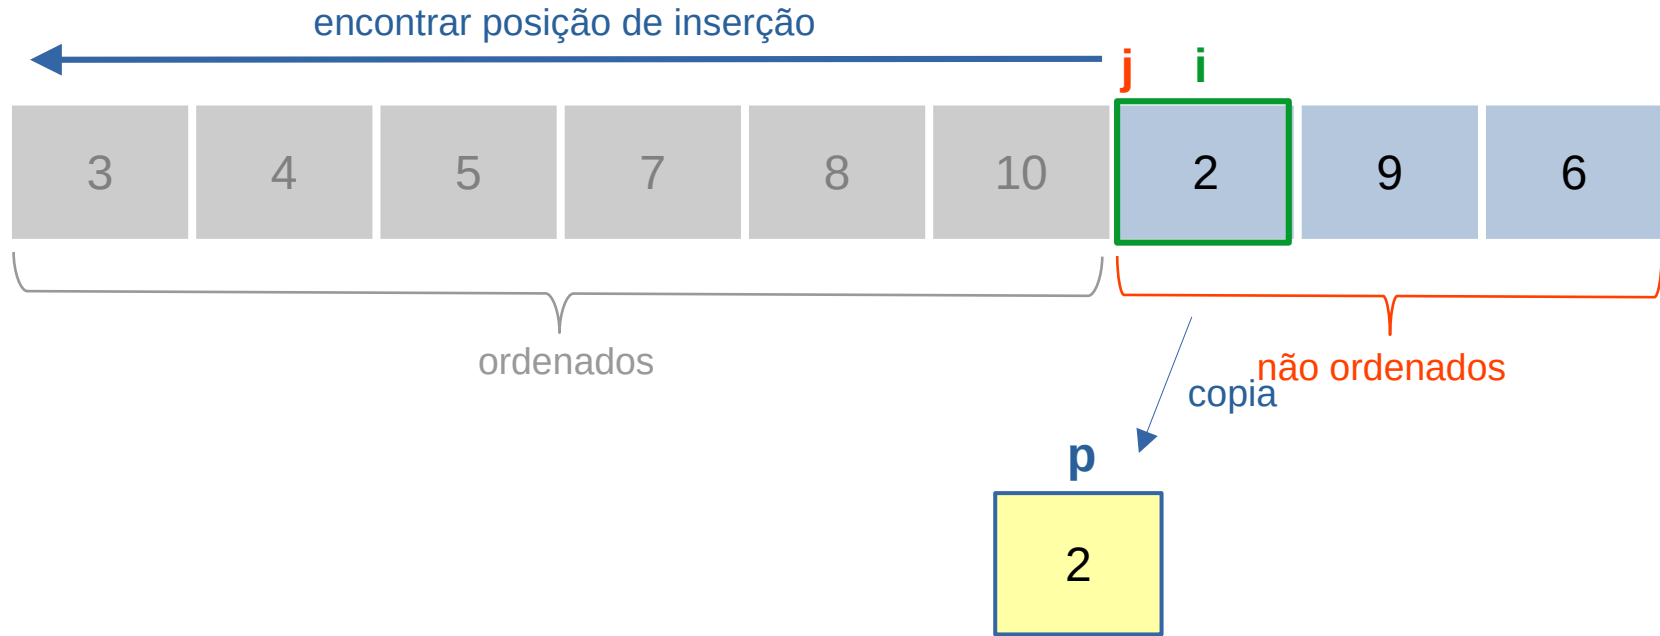 encontrar posição de inserção
j i
3 4 5 7 8 10 2 9 6
ordenados
não ordenados
copia
p
2